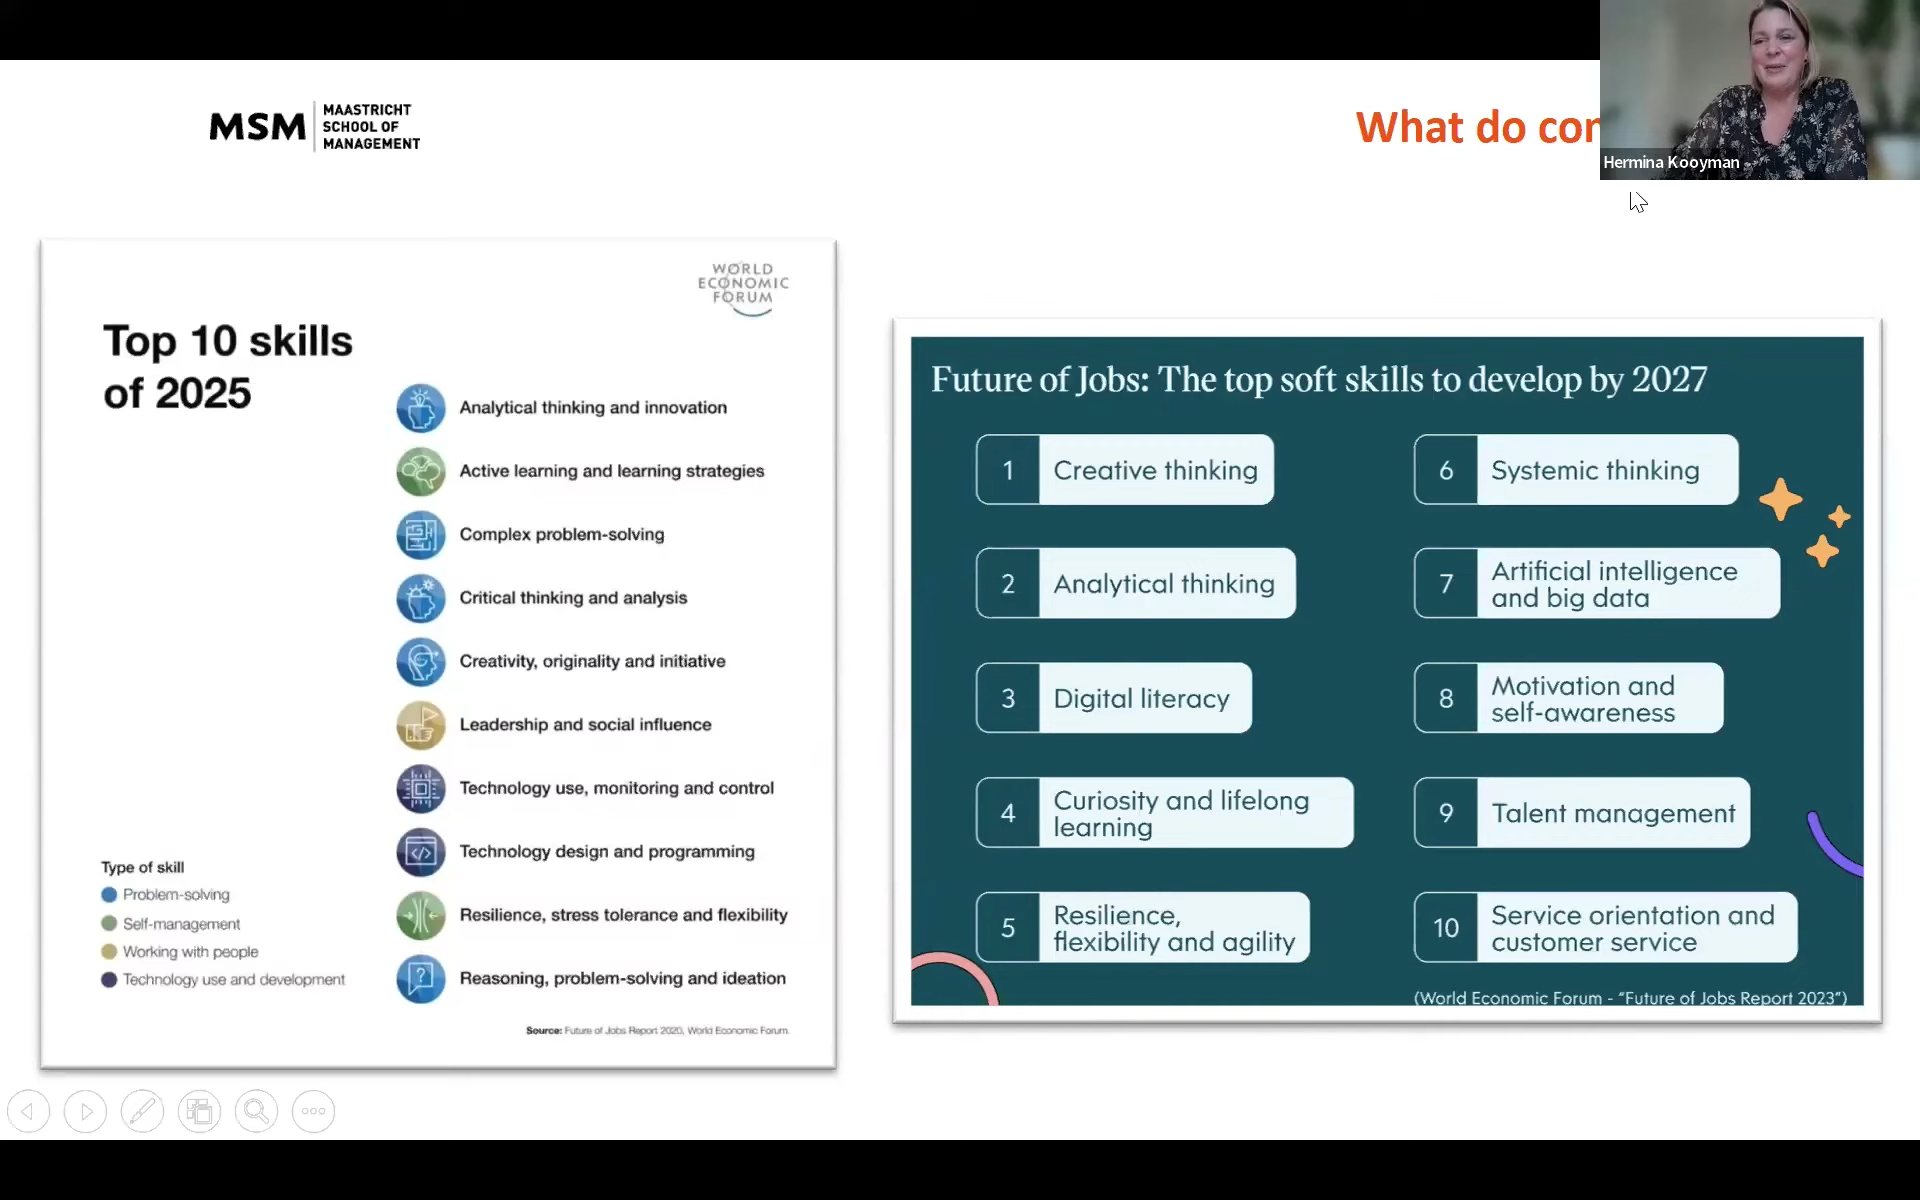 MSM
MAASTRICHT
SCHOOL OF
MANAGEMENT
What do con
Hermina Kooyman
WORLD
ECONOMIC
FORUM
Top 10 skills
of 2025
Analytical thinking and innovation
Active learning and learning strategies
Complex problem-solving
Critical thinking and analysis
Creativity, originality and initiative
Leadership and social influence
Technology use, monitoring and control
Technology design and programming
Resilience, stress tolerance and flexibility
Reasoning, problem-solving and ideation
Type of skill
Problem-solving
Self-management
Working with people
Technology use and development
Source: Future of Jobs Report 2020, World Economic Forum.
Future of Jobs: The top soft skills to develop by 2027
1 Creative thinking
2 Analytical thinking
3 Digital literacy
4 Curiosity and lifelong
learning
5 Resilience,
flexibility and agility
6 Systemic thinking
7 Artificial intelligence
and big data
8 Motivation and
self-awareness
9 Talent management
10 Service orientation and
customer service
(World Economic Forum - “Future of Jobs Report 2023”)